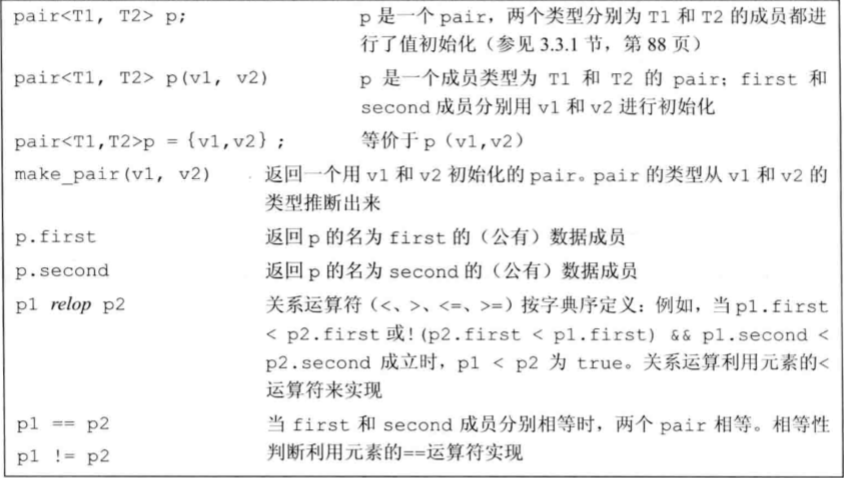 pair<T1, T2> p; p 是一个 pair，两个类型分别为 T1 和 T2 的成员都进
行了值初始化（参见 3.3.1 节，第 88 页）
pair<T1, T2> p(v1, v2) p 是一个成员类型为 T1 和 T2 的 pair；first 和
second 成员分别用 v1 和 v2 进行初始化
pair<T1,T2>p = {v1,v2} ; 等价于 p（v1,v2）
make_pair(v1, v2) 返回一个用 v1 和 v2 初始化的 pair。pair 的类型从 v1 和 v2 的
类型推断出来
p.first 返回 p 的名为 first 的（公有）数据成员
p.second 返回 p 的名为 second 的（公有）数据成员
p1 relop p2 关系运算符（<、>、<=、>=）按字典序定义：例如，当 p1.first
< p2.first 或!(p2.first < p1.first) && p1.second <
p2.second 成立时，p1 < p2 为 true。关系运算利用元素的<
运算符来实现
p1 == p2 当 first 和 second 成员分别相等时，两个 pair 相等。相等性
p1 != p2 判断利用元素的==运算符实现